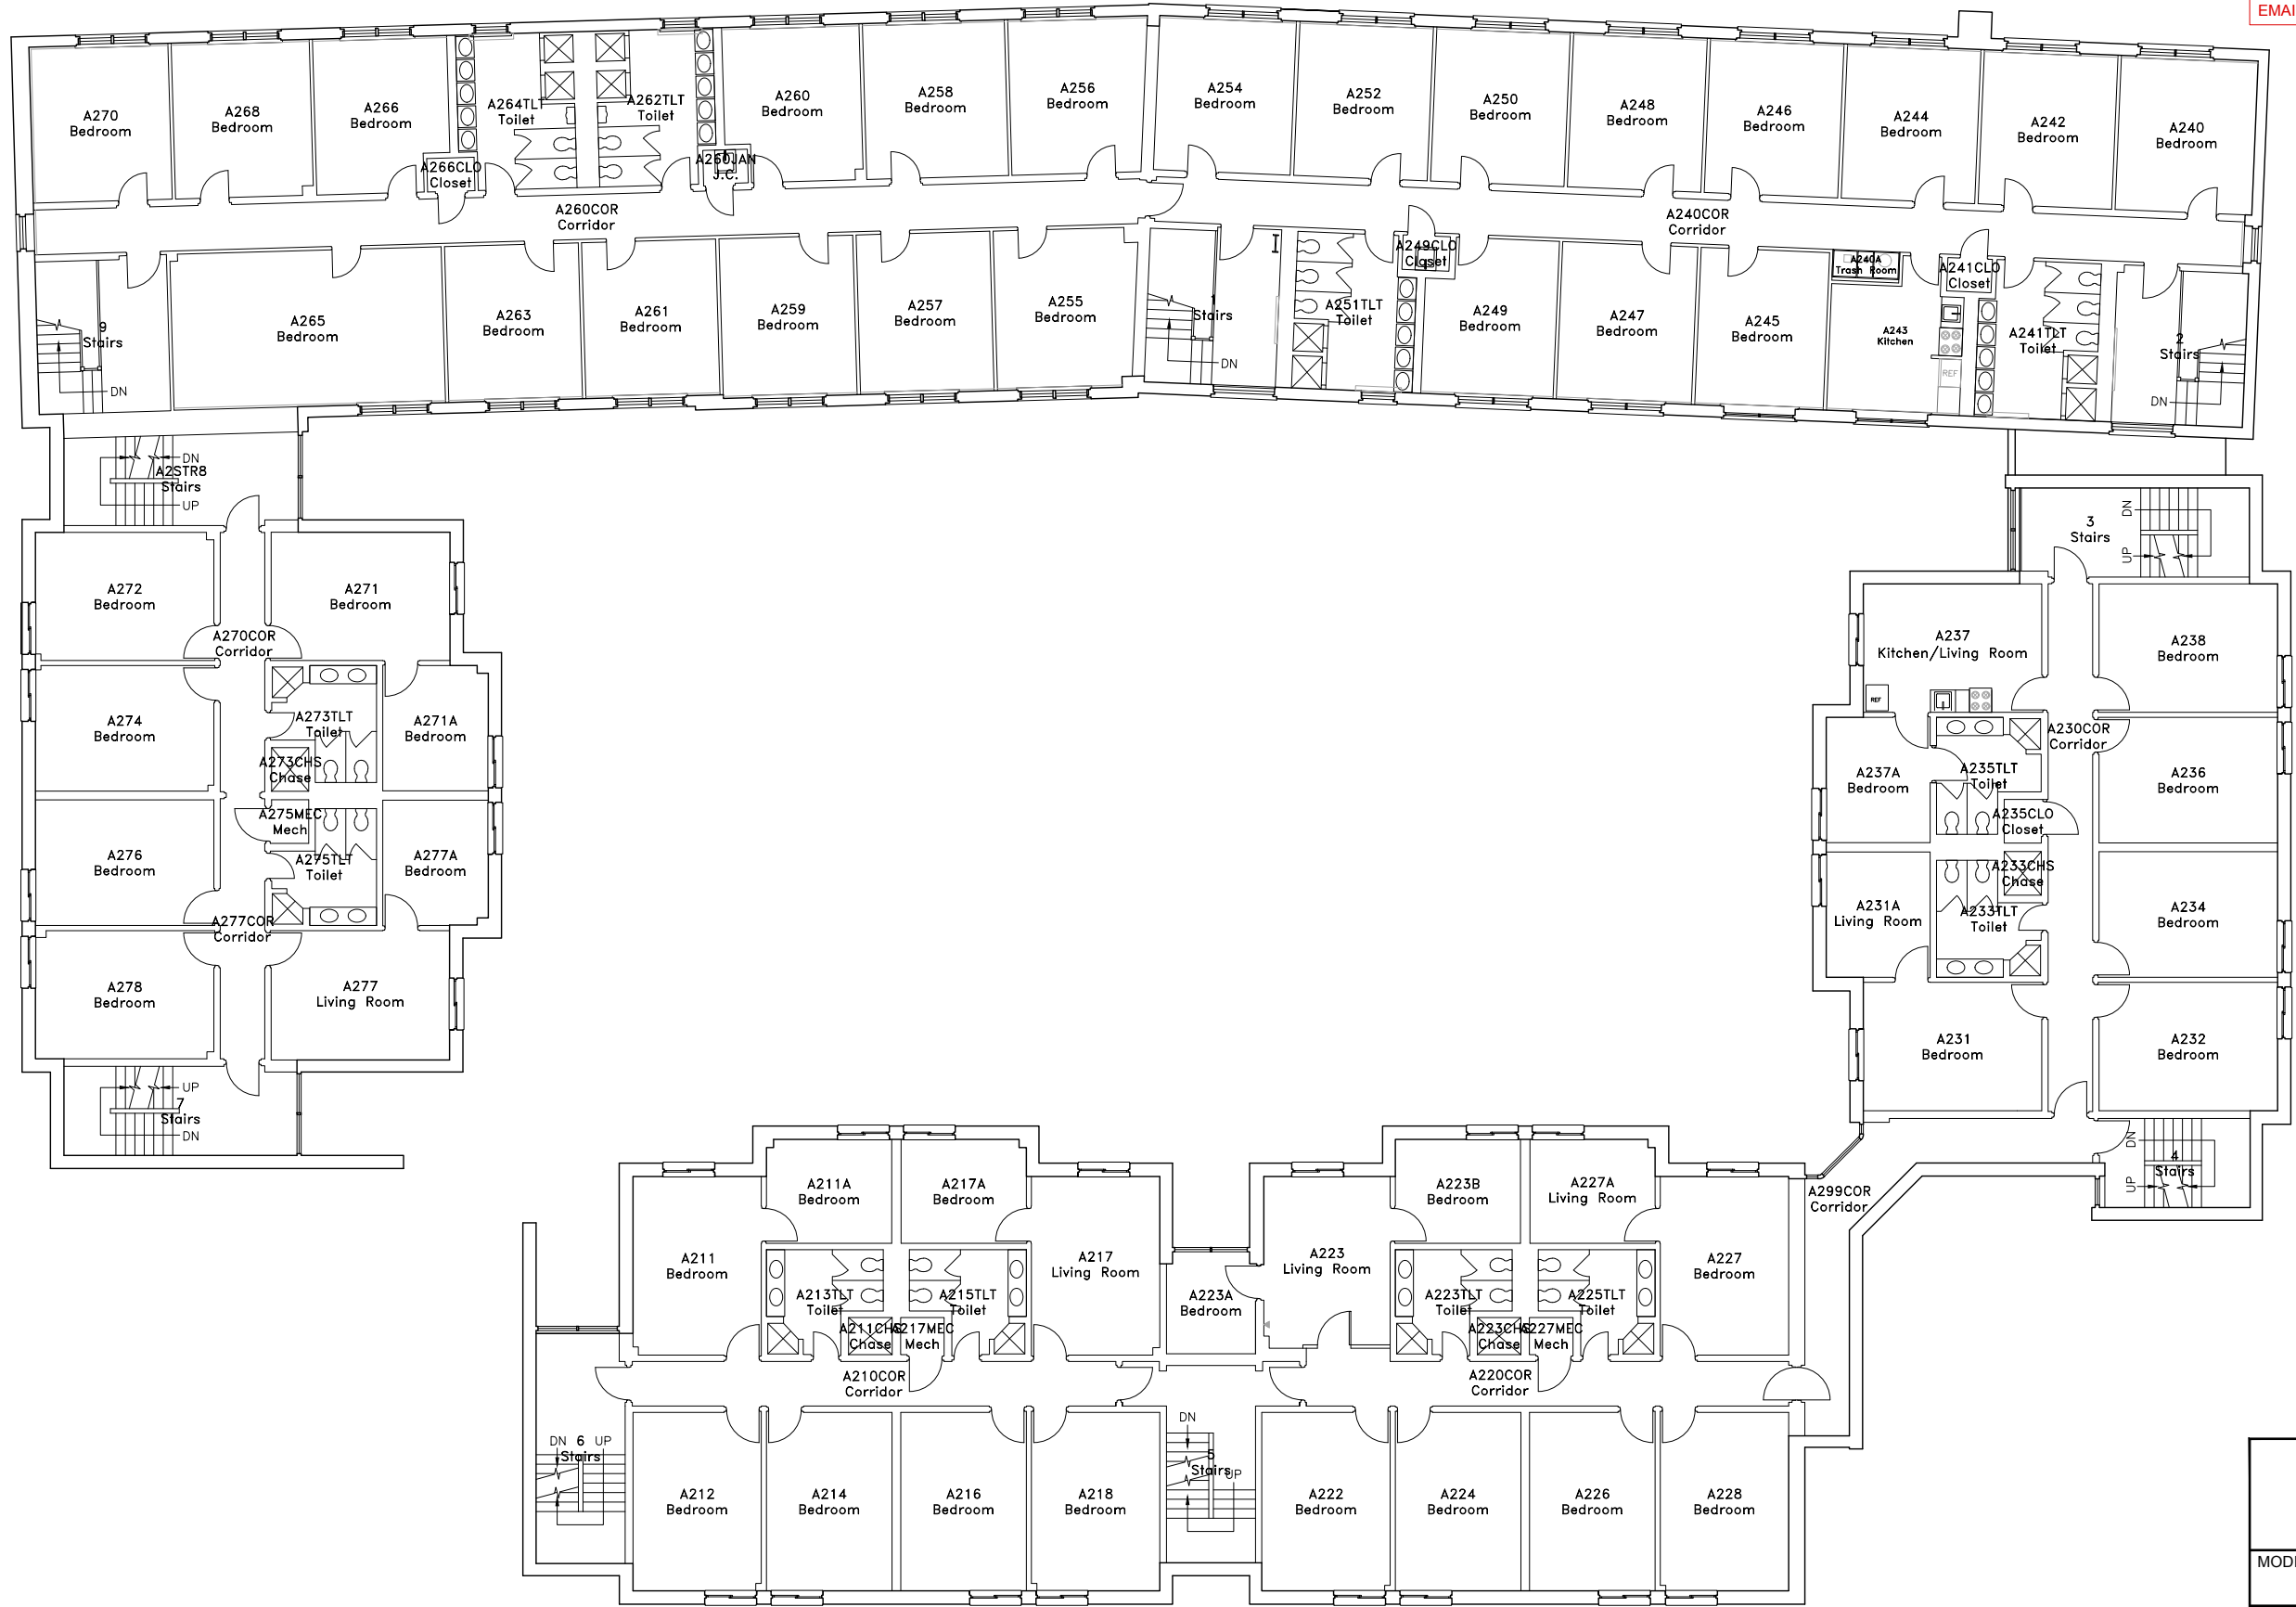 EMAI
A270
Bedroom
A268
Bedroom
A266
Bedroom
A264TLT
Toilet
A262TLT
Toilet
A260
Bedroom
A258
Bedroom
A256
Bedroom
A254
Bedroom
A252
Bedroom
A250
Bedroom
A248
Bedroom
A246
Bedroom
A244
Bedroom
A242
Bedroom
A240
Bedroom
A266CLO
Closet
A260JAN
J.C.
A260COR
Corridor
A240COR
Corridor
9
Stairs
DN
A265
Bedroom
A263
Bedroom
A261
Bedroom
A259
Bedroom
A257
Bedroom
A255
Bedroom
1
Stairs
DN
A251TLT
Toilet
A249CLO
Closet
A249
Bedroom
A247
Bedroom
A245
Bedroom
A240A
Trash Room
A243
Kitchen
REF
A241CLO
Closet
A241TLT
Toilet
2
Stairs
DN
DN
A2STR8
Stairs
UP
A272
Bedroom
A271
Bedroom
A270COR
Corridor
A274
Bedroom
A273TLT
Toilet
A271A
Bedroom
A273CHS
Chase
A275MEC
Mech
A276
Bedroom
A275TLT
Toilet
A277A
Bedroom
A277COR
Corridor
A278
Bedroom
A277
Living Room
UP
7
Stairs
DN
3
Stairs
DN
UP
A237
Kitchen/Living Room
REF
A238
Bedroom
A230COR
Corridor
A237A
Bedroom
A235TLT
Toilet
A236
Bedroom
A235CLO
Closet
A233CHS
Chase
A231A
Living Room
A233TLT
Toilet
A234
Bedroom
A231
Bedroom
A232
Bedroom
DN
4
Stairs
UP
A299COR
Corridor
A211
Bedroom
A211A
Bedroom
A217A
Bedroom
A217
Living Room
A213TLT
Toilet
A215TLT
Toilet
A211CHS
Chase
A217MEC
Mech
A223A
Bedroom
A223
Living Room
A223B
Bedroom
A227A
Living Room
A227
Bedroom
A223TLT
Toilet
A225TLT
Toilet
A223CHS
Chase
A227MEC
Mech
A210COR
Corridor
A220COR
Corridor
DN 6 UP
Stairs
A212
Bedroom
A214
Bedroom
A216
Bedroom
A218
Bedroom
DN
5
Stairs
UP
A222
Bedroom
A224
Bedroom
A226
Bedroom
A228
Bedroom